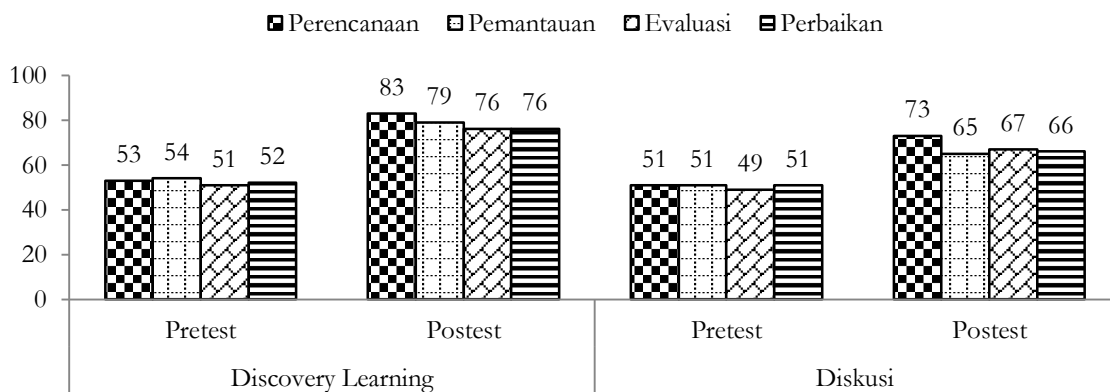 Perencanaan Pemantauan Evaluasi Perbaikan
100
80
60
40
20
0
53 54 51 52
83 79 76 76
51 51 49 51
73 65 67 66
Pretest Postest Pretest Postest
Discovery Learning Diskusi